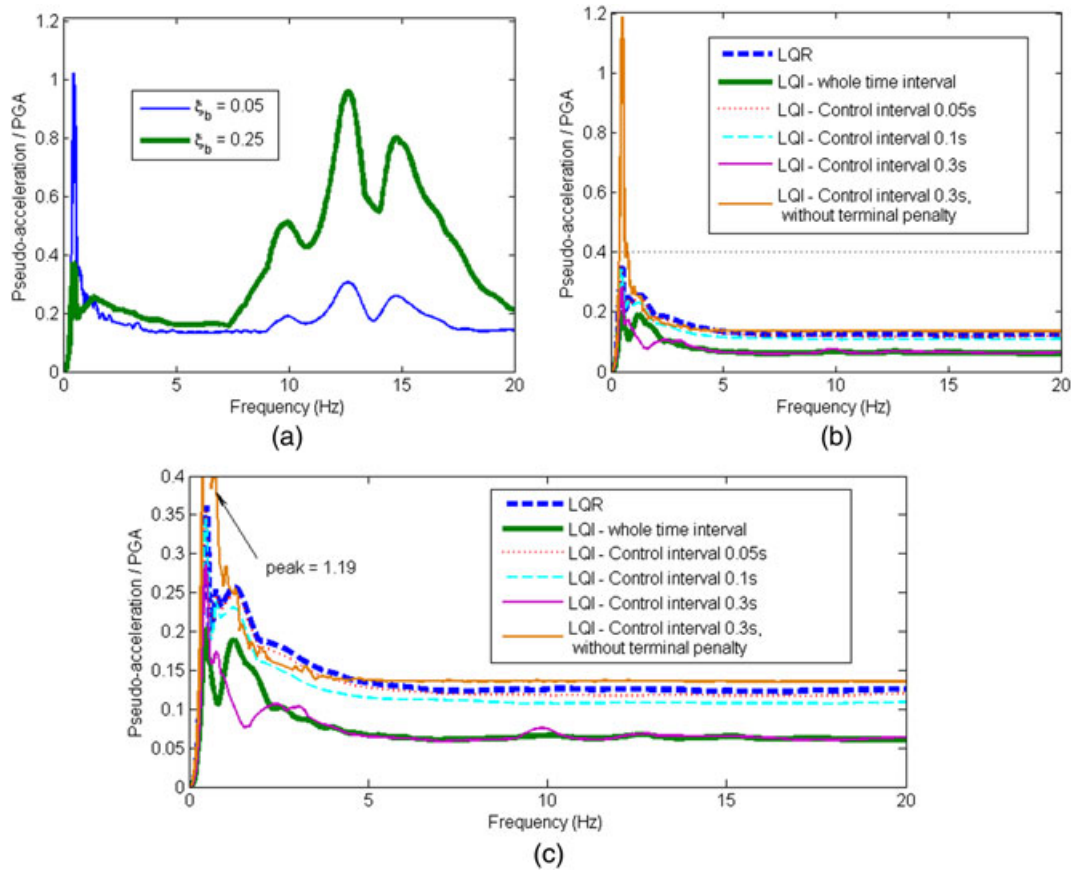 1.2
1
0.8
0.6
0.4
0.2
0
Pseudo-acceleration / PGA
ξb = 0.05
ξb = 0.25
0 5 10 15 20
Frequency (Hz)
(a)
1.2
1
0.8
0.6
0.4
0.2
0
Pseudo-acceleration / PGA
LQR
LQI - whole time interval
LQI - Control interval 0.05s
LQI - Control interval 0.1s
LQI - Control interval 0.3s
LQI - Control interval 0.3s,
without terminal penalty
0 5 10 15 20
Frequency (Hz)
(b)
0.4
0.35
0.3
0.25
0.2
0.15
0.1
0.05
0
Pseudo-acceleration / PGA
peak = 1.19
LQR
LQI - whole time interval
LQI - Control interval 0.05s
LQI - Control interval 0.1s
LQI - Control interval 0.3s
LQI - Control interval 0.3s,
without terminal penalty
0 5 10 15 20
Frequency (Hz)
(c)